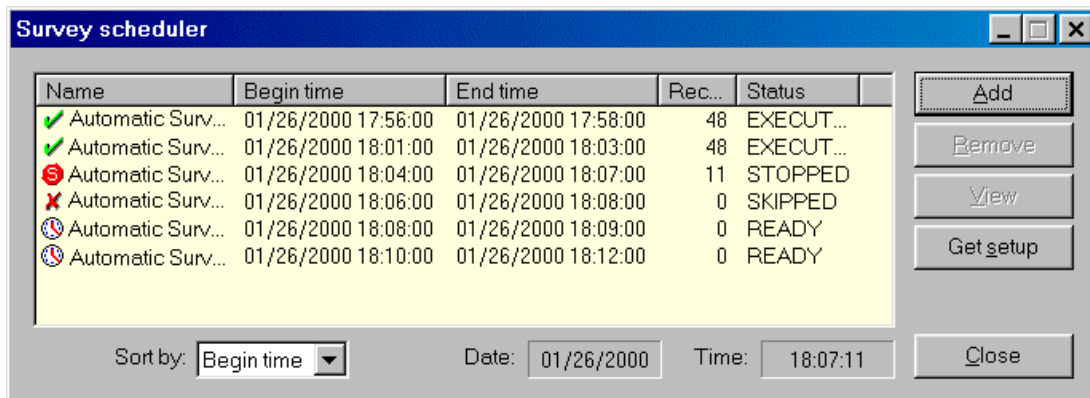 Survey scheduler
Name Begin time End time Rec... Status
Automatic Surv... 01/26/2000 17:56:00 01/26/2000 17:58:00 48 EXECUT...
Automatic Surv... 01/26/2000 18:01:00 01/26/2000 18:03:00 48 EXECUT...
S Automatic Surv... 01/26/2000 18:04:00 01/26/2000 18:07:00 11 STOPPED
Automatic Surv... 01/26/2000 18:06:00 01/26/2000 18:08:00 0 SKIPPED
Automatic Surv... 01/26/2000 18:08:00 01/26/2000 18:09:00 0 READY
Automatic Surv... 01/26/2000 18:10:00 01/26/2000 18:12:00 0 READY
Add
Remove
View
Get setup
Sort by: Begin time Date: 01/26/2000 Time: 18:07:11 Close